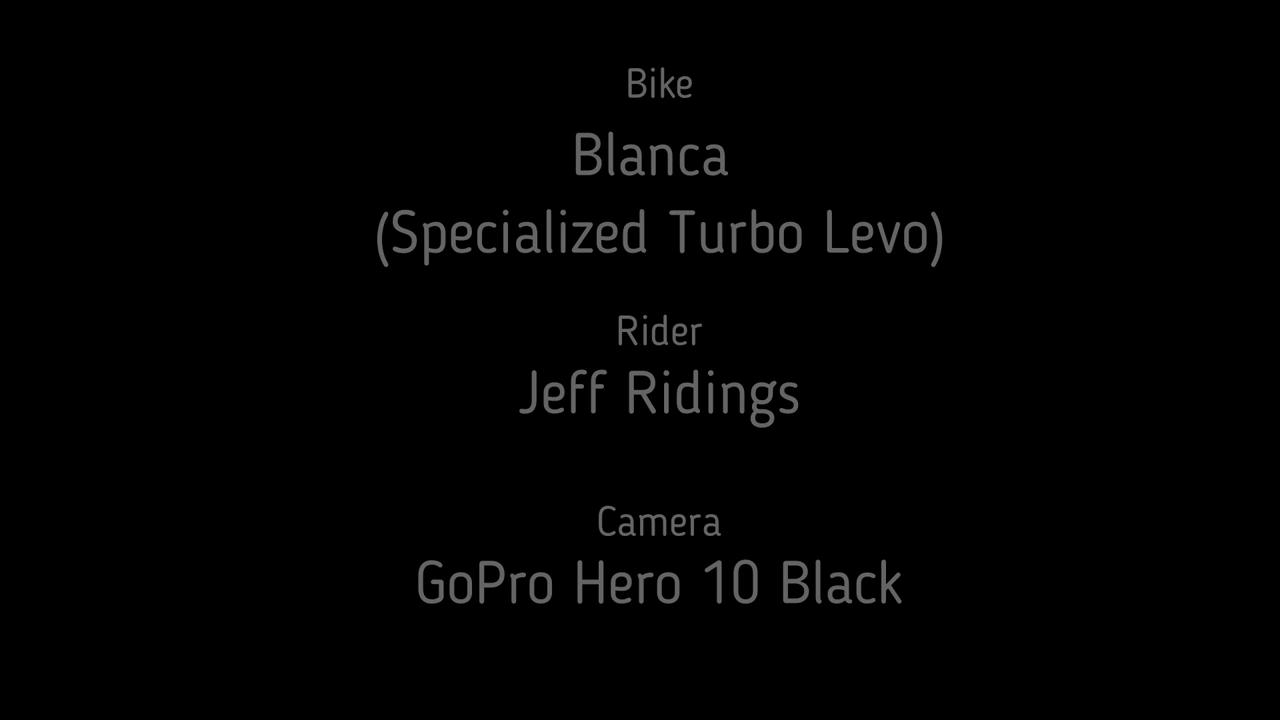 Bike
Blanca
(Specialized Turbo Levo)
Rider
Jeff Ridings
Camera
GoPro Hero 10 Black